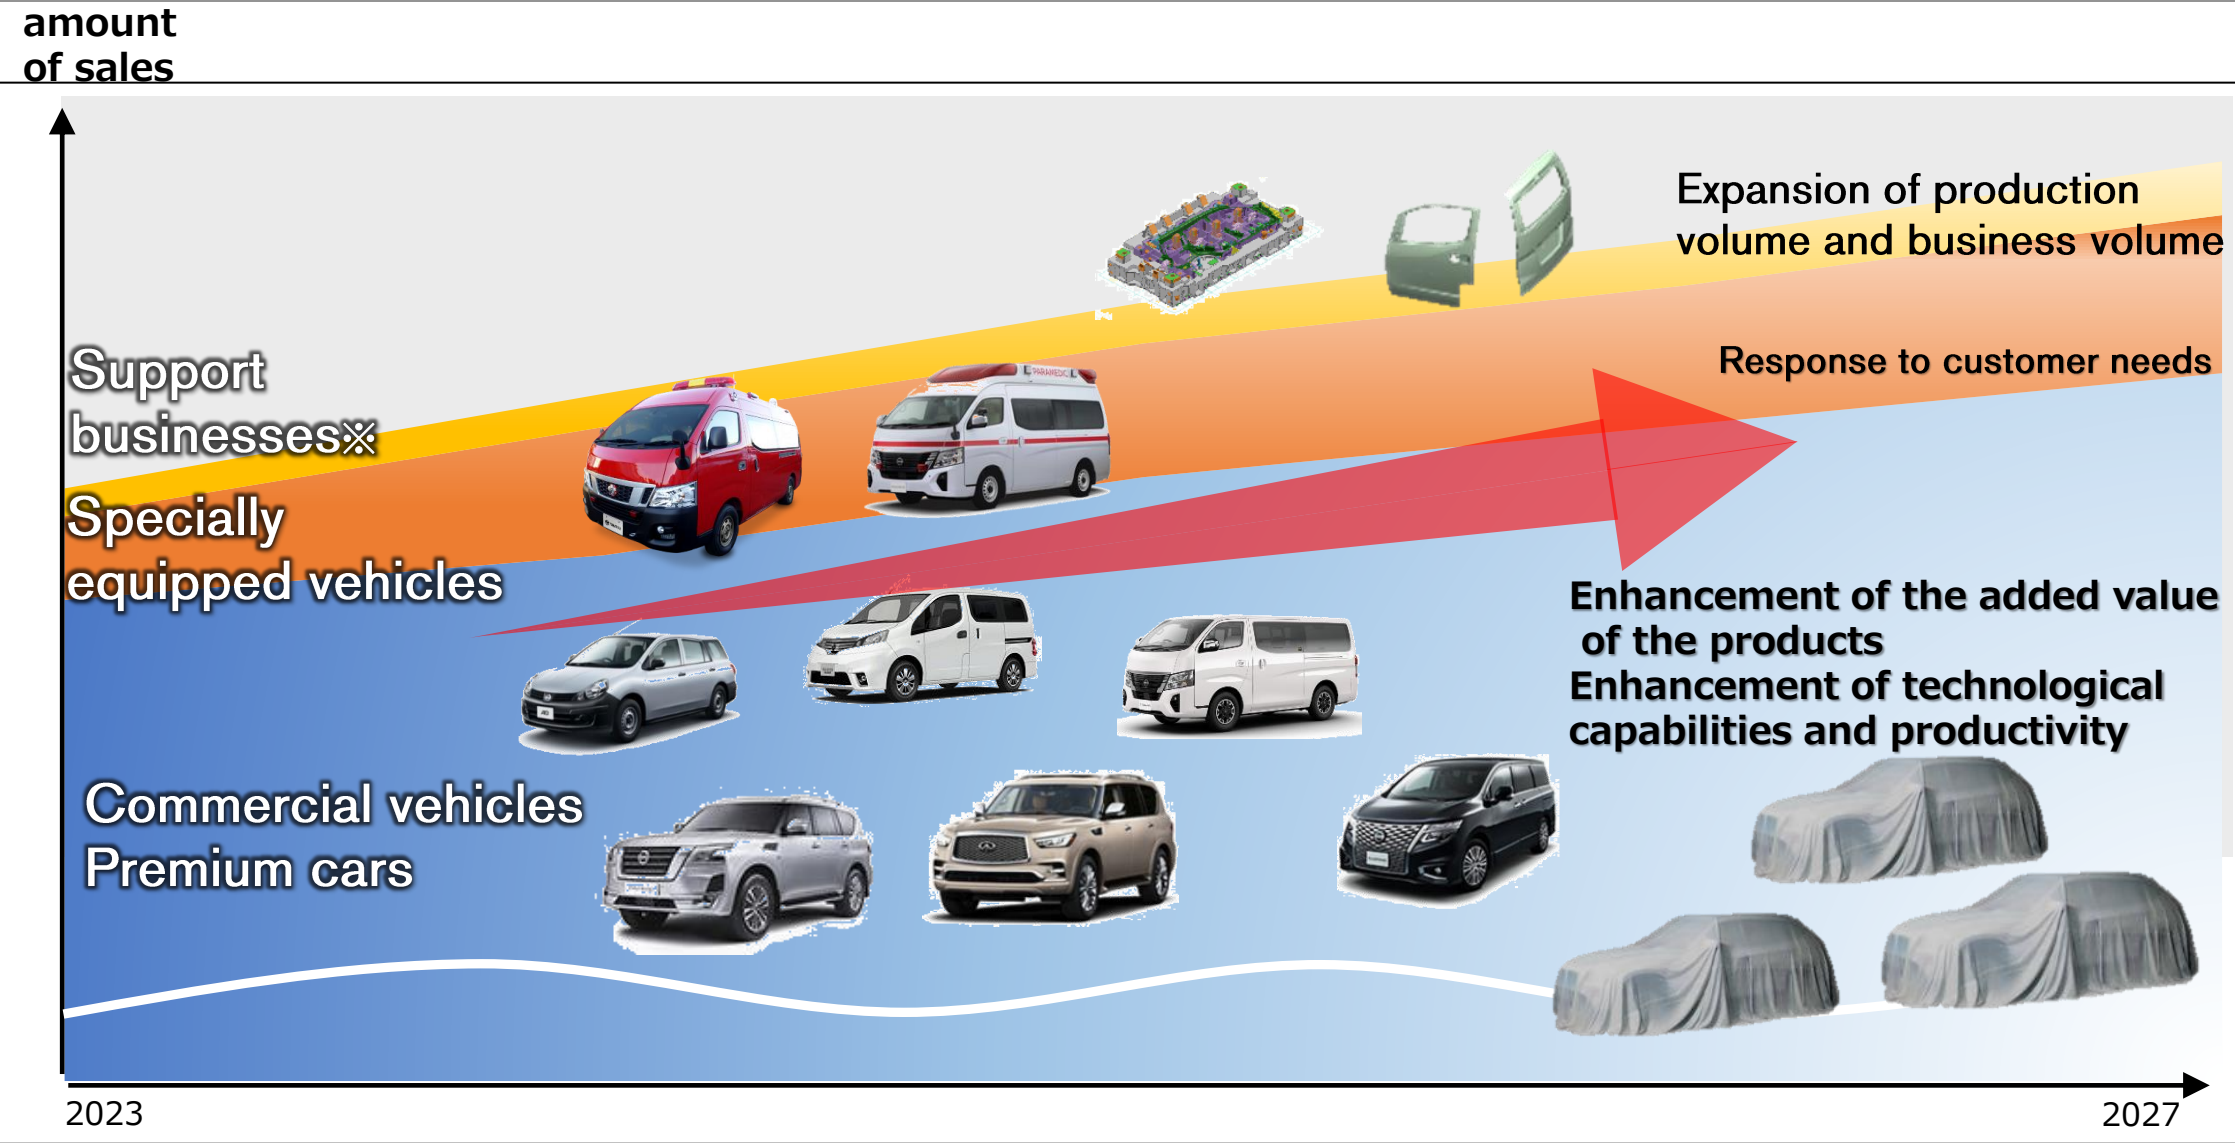 amount
of sales
Expansion of production
volume and business volume
Support
businesses※
Response to customer needs
Specially
equipped vehicles
PARAMEDIC
Enhancement of the added value
of the products
Enhancement of technological
capabilities and productivity
Commercial vehicles
Premium cars
2023
2027